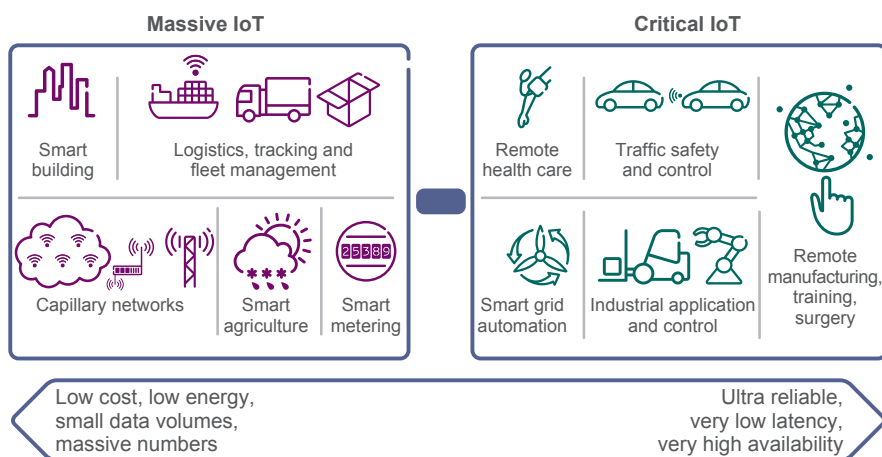 Massive IoT
Critical IoT
Smart
building
Logistics, tracking and
fleet management
Capillary networks
Smart
agriculture
25389
Smart
metering
Remote
health care
Traffic safety
and control
Smart grid
automation
Industrial application
and control
Remote
manufacturing,
training,
surgery
Low cost, low energy,
small data volumes,
massive numbers
Ultra reliable,
very low latency,
very high availability